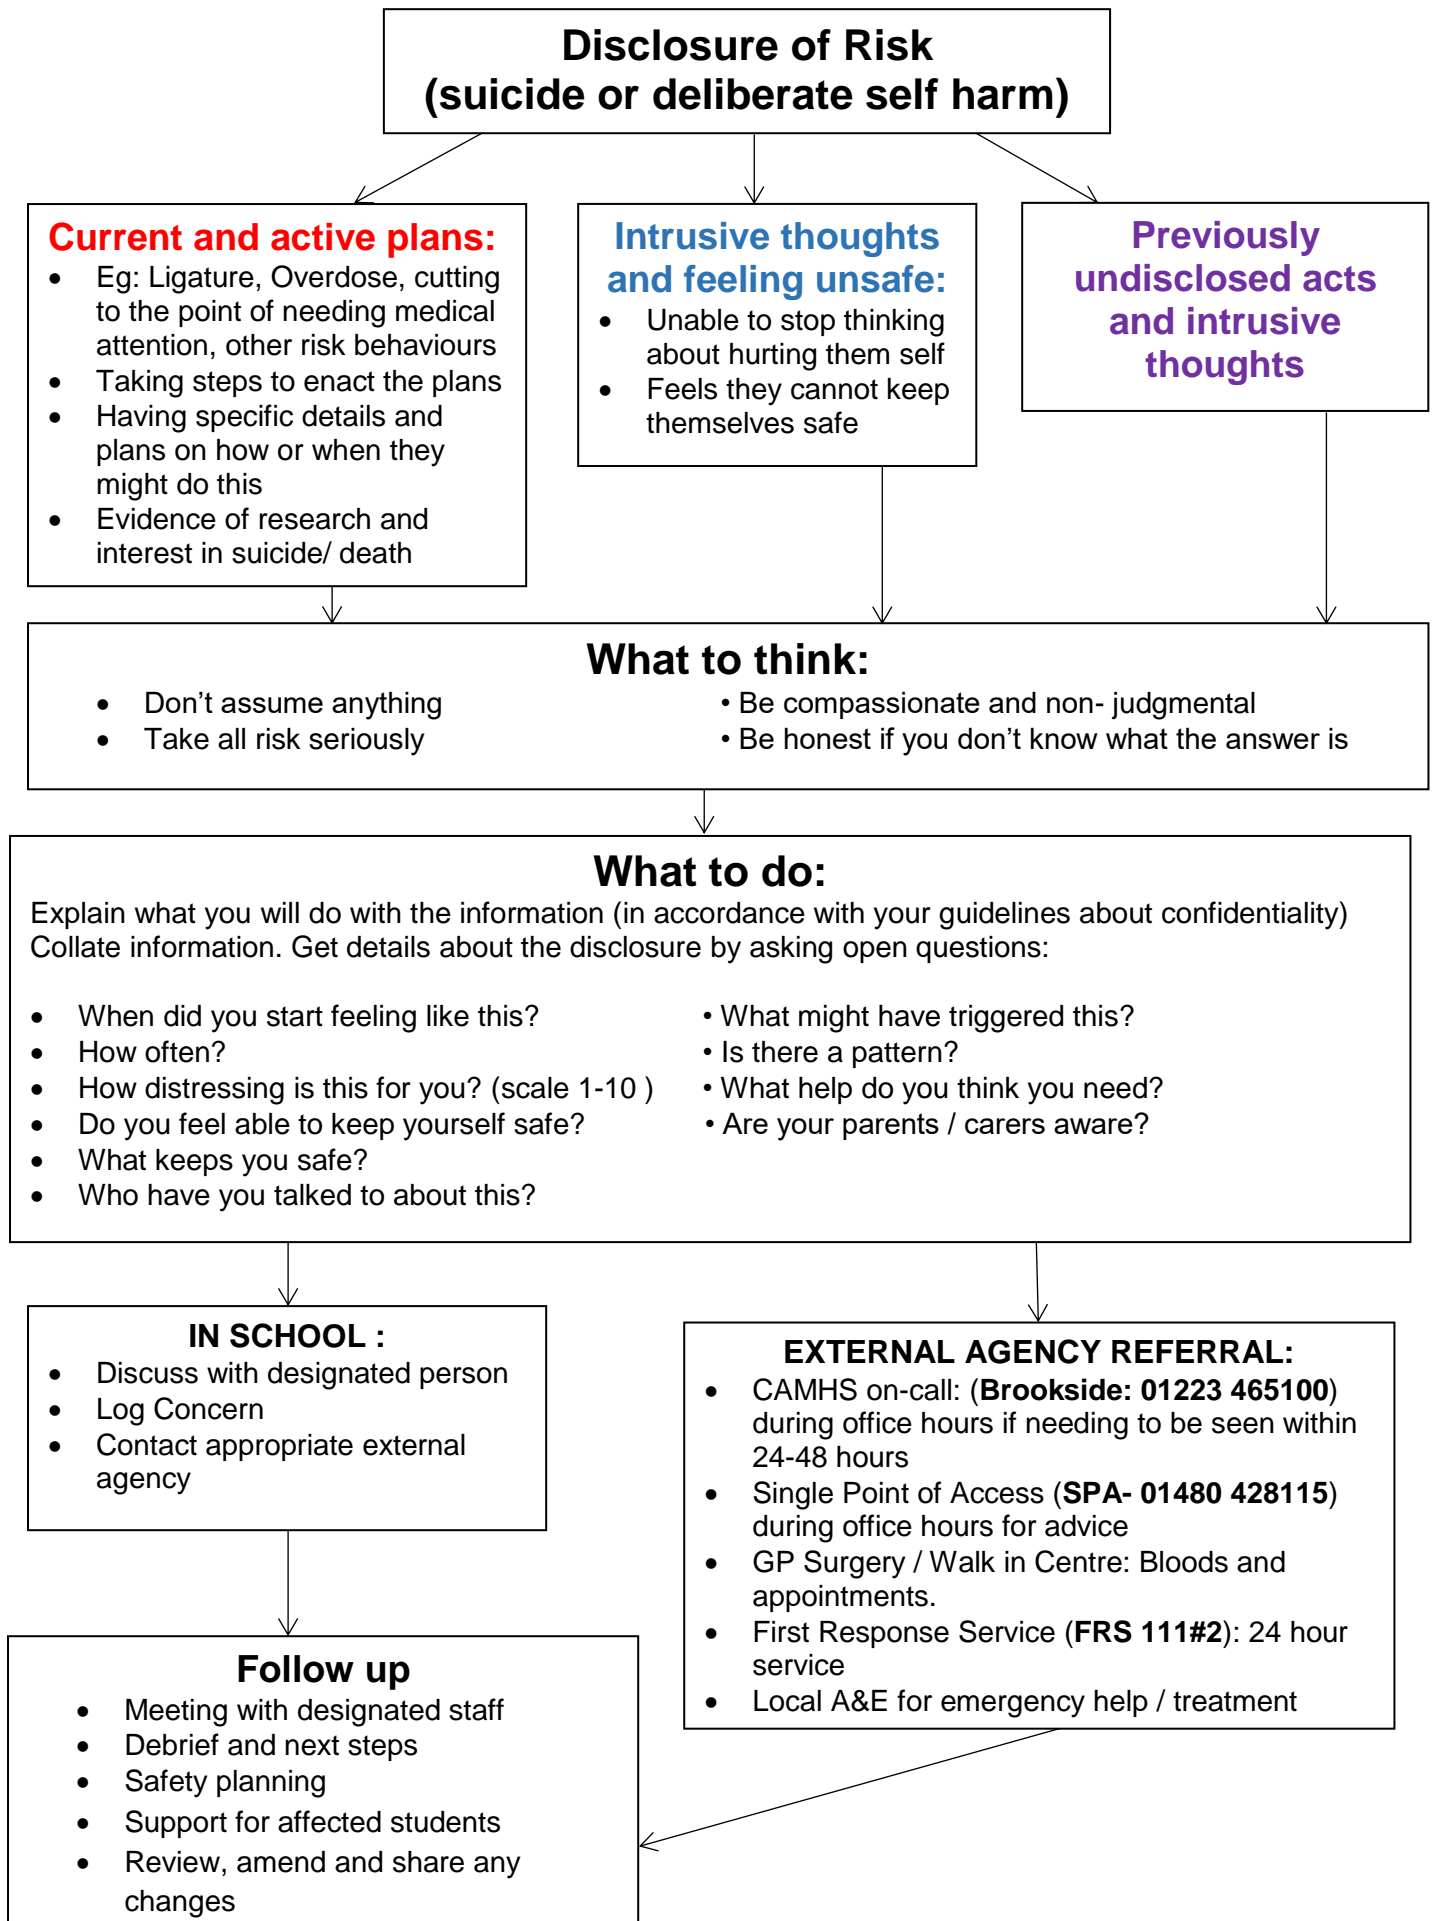 Disclosure of Risk
(suicide or deliberate self harm)
Current and active plans:
• Eg: Ligature, Overdose, cutting
to the point of needing medical
attention, other risk behaviours
• Taking steps to enact the plans
• Having specific details and
plans on how or when they
might do this
• Evidence of research and
interest in suicide/ death
Intrusive thoughts
and feeling unsafe:
• Unable to stop thinking
about hurting them self
• Feels they cannot keep
themselves safe
Previously
undisclosed acts
and intrusive
thoughts
What to think:
• Don’t assume anything
• Take all risk seriously
• Be compassionate and non- judgmental
• Be honest if you don’t know what the answer is
What to do:
Explain what you will do with the information (in accordance with your guidelines about confidentiality)
Collate information. Get details about the disclosure by asking open questions:
• When did you start feeling like this?
• How often?
• How distressing is this for you? (scale 1-10 )
• Do you feel able to keep yourself safe?
• What keeps you safe?
• Who have you talked to about this?
• What might have triggered this?
• Is there a pattern?
• What help do you think you need?
• Are your parents / carers aware?
IN SCHOOL :
• Discuss with designated person
• Log Concern
• Contact appropriate external
agency
EXTERNAL AGENCY REFERRAL:
• CAMHS on-call: (Brookside: 01223 465100)
during office hours if needing to be seen within
24-48 hours
• Single Point of Access (SPA- 01480 428115)
during office hours for advice
• GP Surgery / Walk in Centre: Bloods and
appointments.
• First Response Service (FRS 111#2): 24 hour
service
• Local A&E for emergency help / treatment
Follow up
• Meeting with designated staff
• Debrief and next steps
• Safety planning
• Support for affected students
• Review, amend and share any
changes